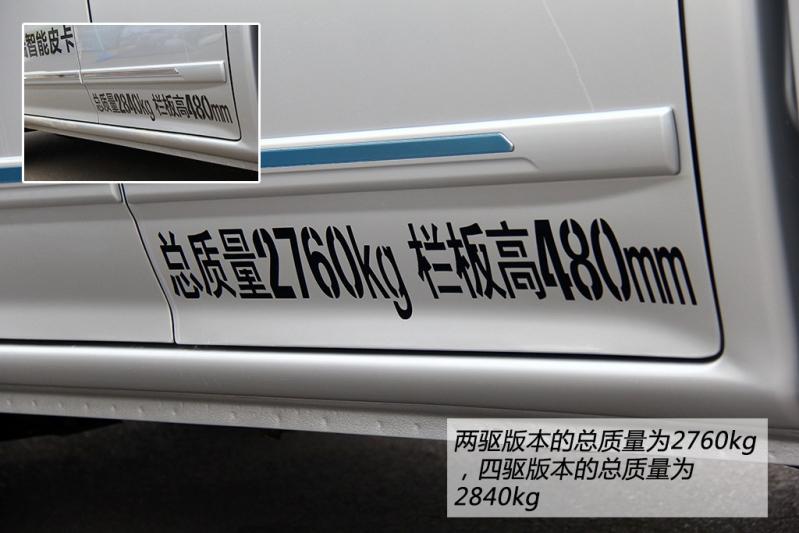 智能皮卡
总质量2840kg 栏板高480mm
总质量2760kg 栏板高480mm
两驱版本的总质量为2760kg
，四驱版本的总质量为
2840kg